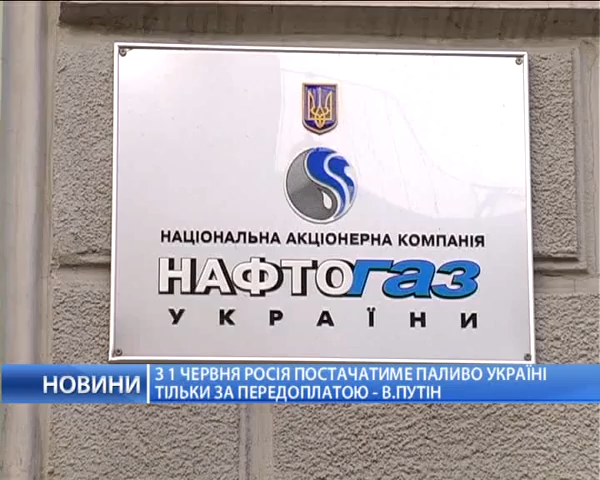 НАЦІОНАЛЬНА АКЦІОНЕРНА КОМПАНІЯ
НАФТОГАЗ
УКРАЇНИ
НОВИНИ
З 1 ЧЕРВНЯ РОСІЯ ПОСТАЧАТИМЕ ПАЛИВО УКРАЇНІ
ТІЛЬКИ ЗА ПЕРЕДОПЛАТОЮ - В.ПУТІН